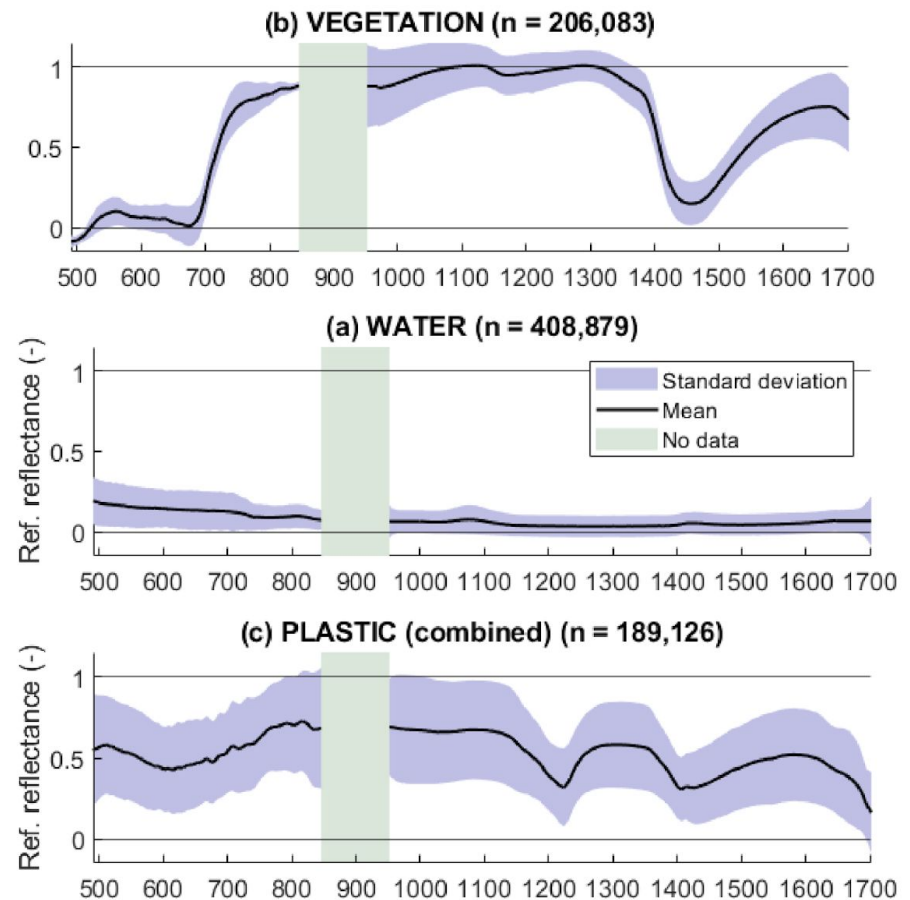 (b) VEGETATION (n = 206,083)
1
0.5
0
500 600 700 800 900 1000 1100 1200 1300 1400 1500 1600 1700
(a) WATER (n = 408,879)
Ref. reflectance (-)
1
0.5
0
Standard deviation
Mean
No data
500 600 700 800 900 1000 1100 1200 1300 1400 1500 1600 1700
(c) PLASTIC (combined) (n = 189,126)
Ref. reflectance (-)
1
0.5
0
500 600 700 800 900 1000 1100 1200 1300 1400 1500 1600 1700